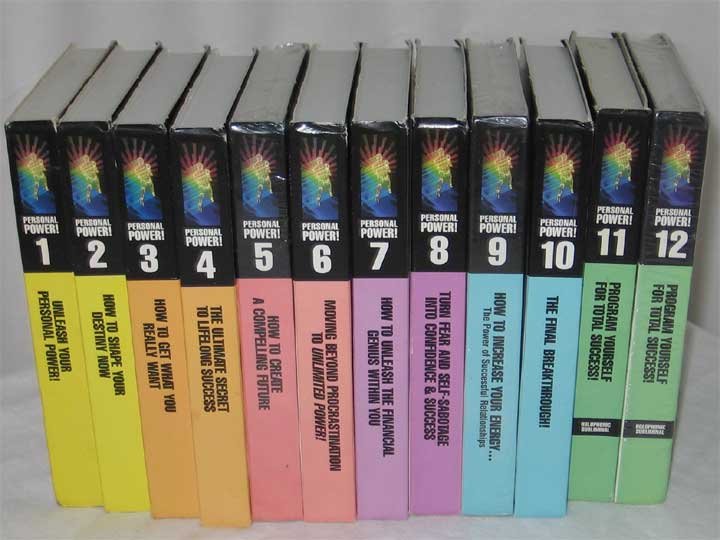 PERSONAL
POWER!
1
UNLEASH YOUR
PERSONAL POWER!
PERSONAL
POWER!
2
HOW TO SHAPE YOUR
DESTINY NOW
PERSONAL
POWER!
3
HOW TO GET WHAT YOU
REALLY WANT
PERSONAL
POWER!
4
THE ULTIMATE SECRET
TO LIFELONG SUCCESS
PERSONAL
POWER!
5
HOW TO CREATE
A COMPELLING FUTURE
PERSONAL
POWER!
6
MOVING BEYOND PROCRASTINATION
TO UNLIMITED POWER!
PERSONAL
POWER!
7
HOW TO UNLEASH THE FINANCIAL
GENIUS WITHIN YOU
PERSONAL
POWER!
8
TURN FEAR AND SELF-SABOTAGE
INTO CONFIDENCE & SUCCESS
PERSONAL
POWER!
9
HOW TO INCREASE YOUR ENERGY...
The Power of Successful Relationships
PERSONAL
POWER!
10
THE FINAL BREAKTHROUGH!
PERSONAL
POWER!
11
PROGRAM YOURSELF
FOR TOTAL SUCCESS!
HOLOPHONIC
SUBLIMINAL
PERSONAL
POWER!
12
PROGRAM YOURSELF
FOR TOTAL SUCCESS!
HOLOPHONIC
SUBLIMINAL